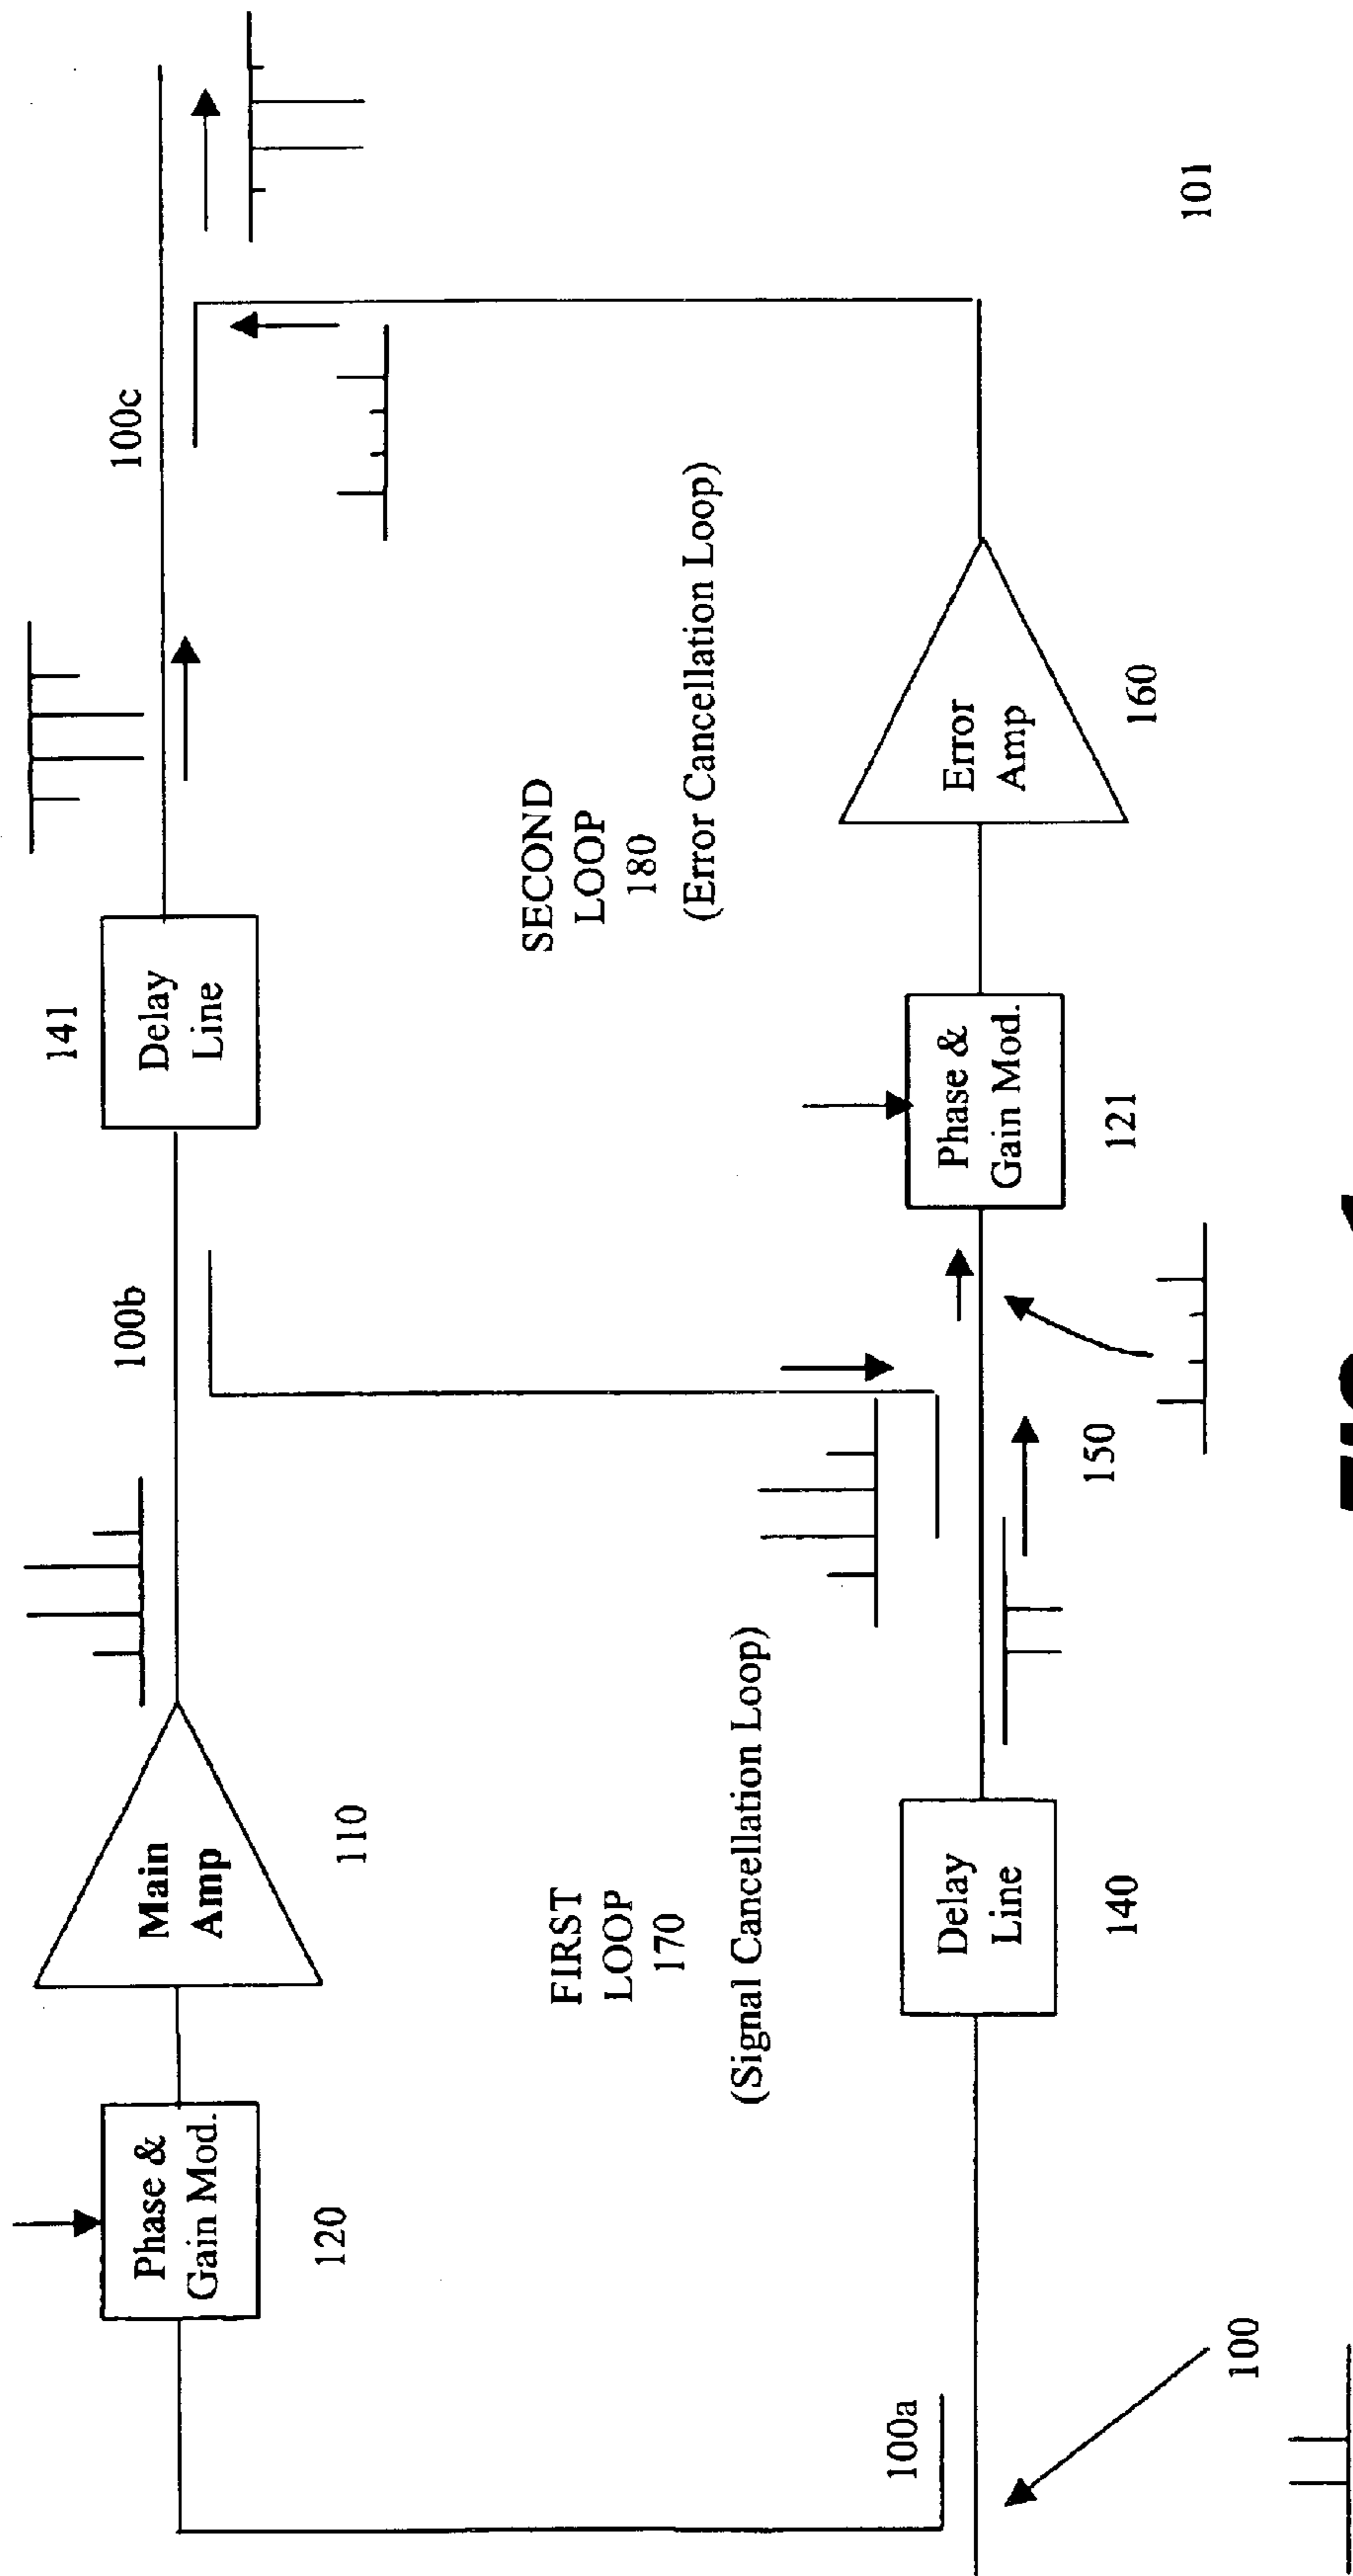 Phase &
Gain Mod.
120
Main
Amp
110
100b
141
Delay
Line
100c
FIRST
LOOP
170
(Signal Cancellation Loop)
SECOND
LOOP
180
(Error Cancellation Loop)
100a
100
Delay
Line
140
150
Phase &
Gain Mod.
121
Error
Amp
160
101